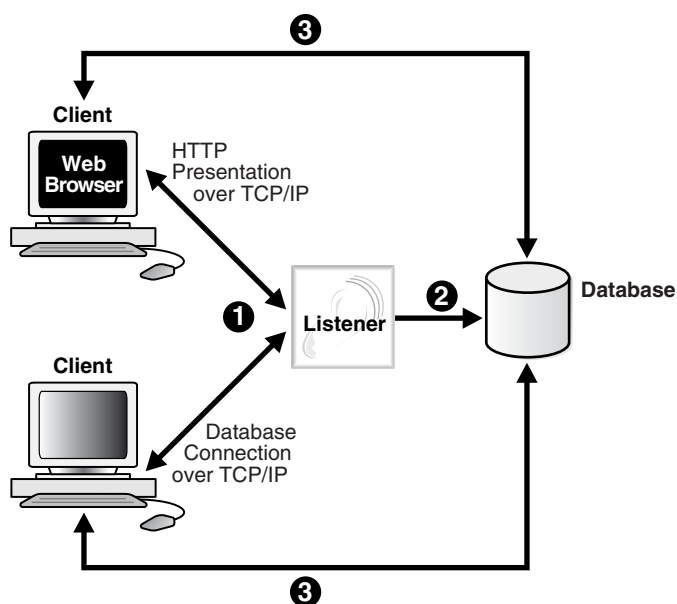 3
Client
Web
Browser
HTTP
Presentation
over TCP/IP
1
Listener
2
Database
Client
Database
Connection
over TCP/IP
3